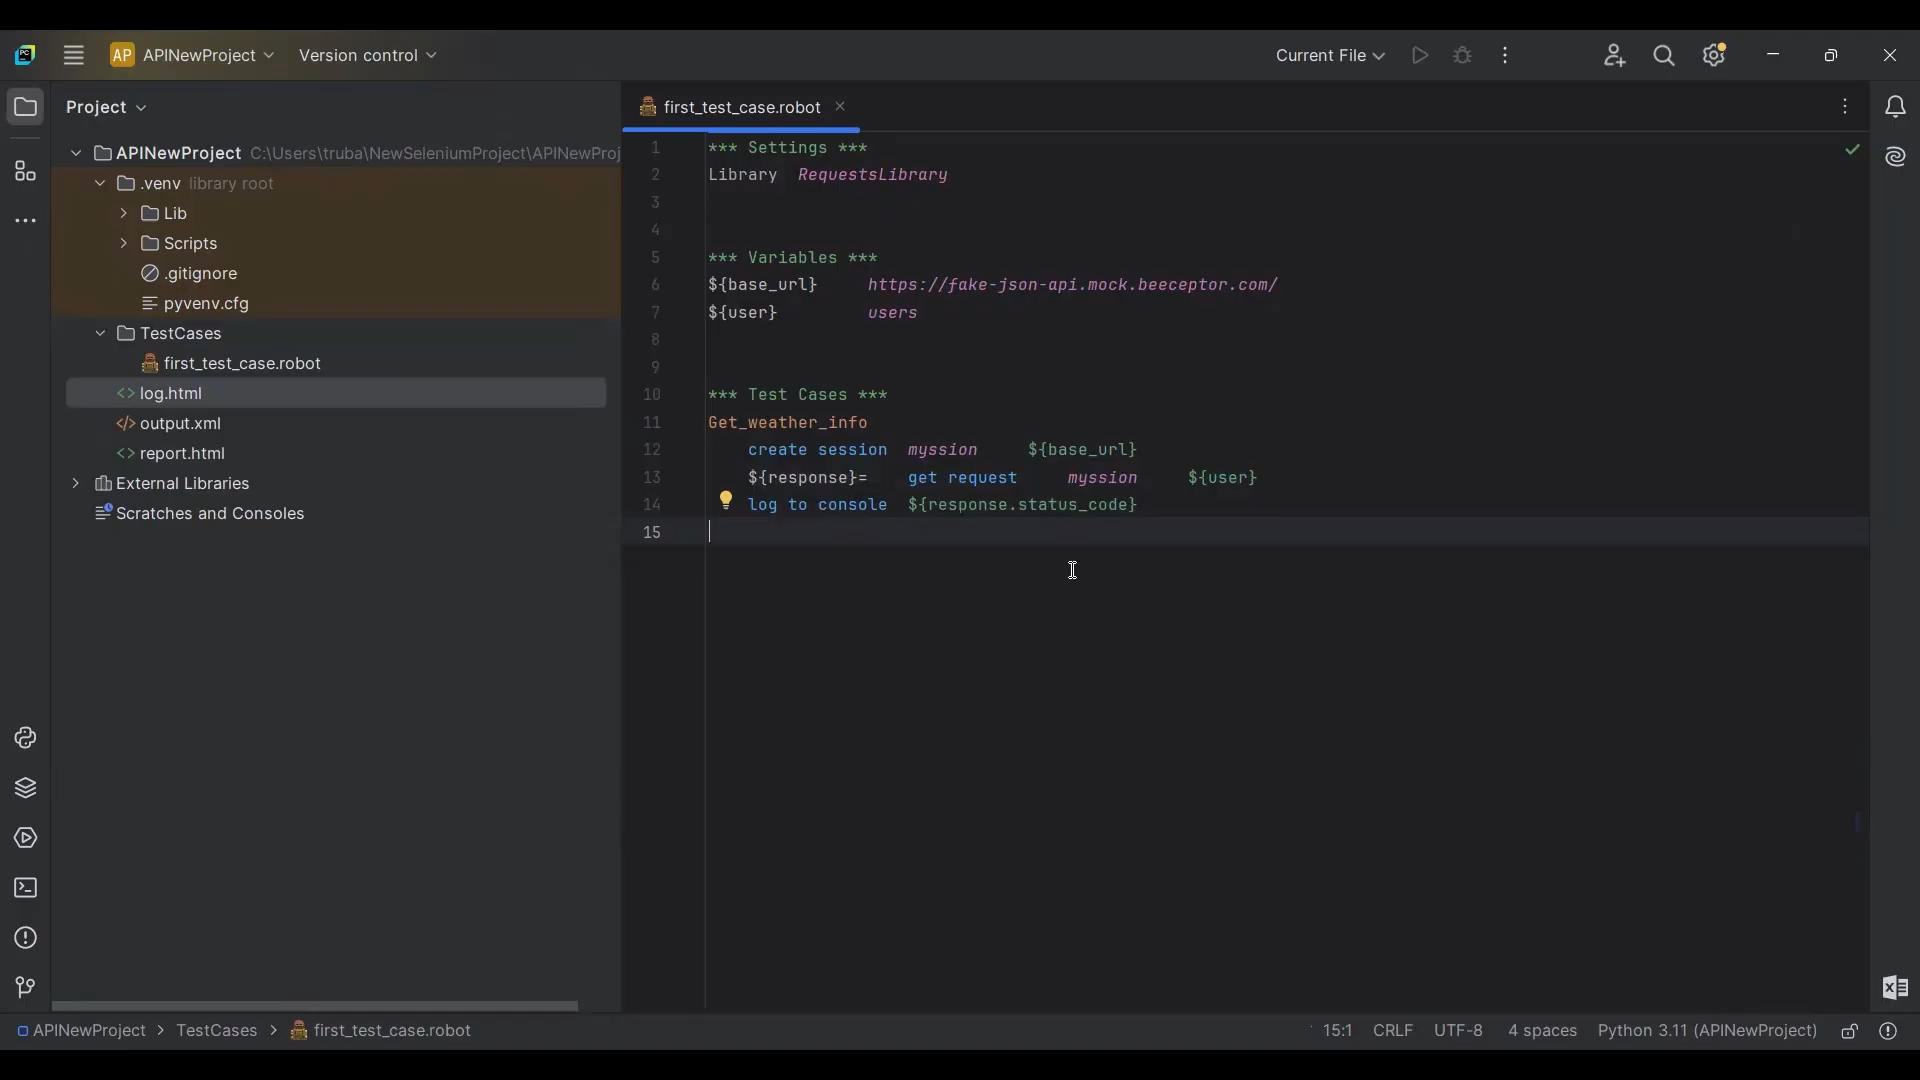 AP APINewProject Version control Current File
Project
APINewProject C:\Users\truba\NewSeleniumProject\APINewProj
.venv library root
Lib
Scripts
.gitignore
pyvenv.cfg
TestCases
first_test_case.robot
log.html
output.xml
report.html
External Libraries
Scratches and Consoles
first_test_case.robot
1 *** Settings ***
2 Library RequestsLibrary
3
4
5 *** Variables ***
6 ${base_url} https://fake-json-api.mock.beeceptor.com/
7 ${user} users
8
9
10 *** Test Cases ***
11 Get_weather_info
12 create session myssion ${base_url}
13 ${response}= get request myssion ${user}
14 log to console ${response.status_code}
15
APINewProject > TestCases > first_test_case.robot 15:1 CRLF UTF-8 4 spaces Python 3.11 (APINewProject)